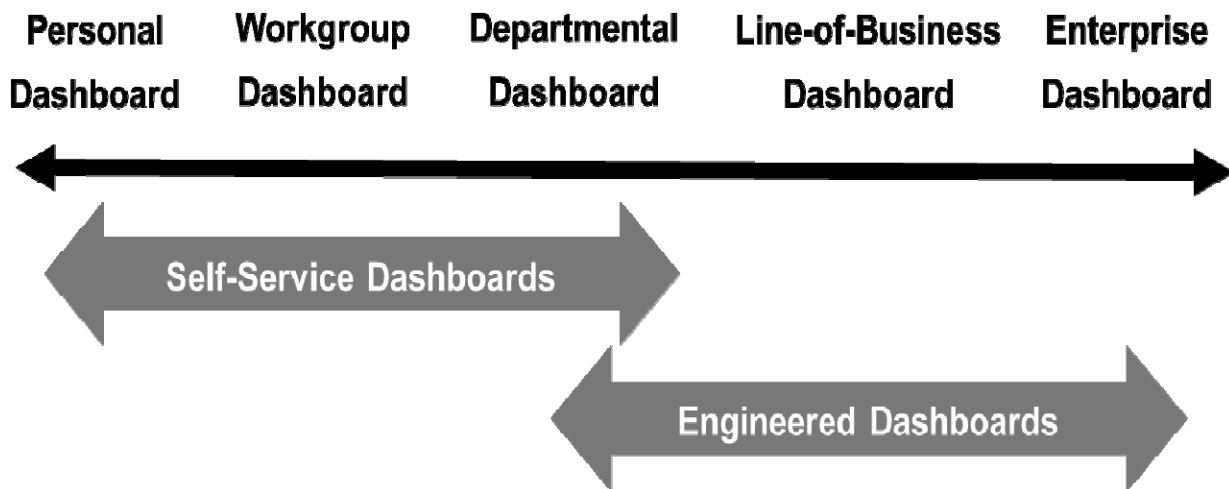 Personal Dashboard
Workgroup Dashboard
Departmental Dashboard
Line-of-Business Dashboard
Enterprise Dashboard
Self-Service Dashboards
Engineered Dashboards